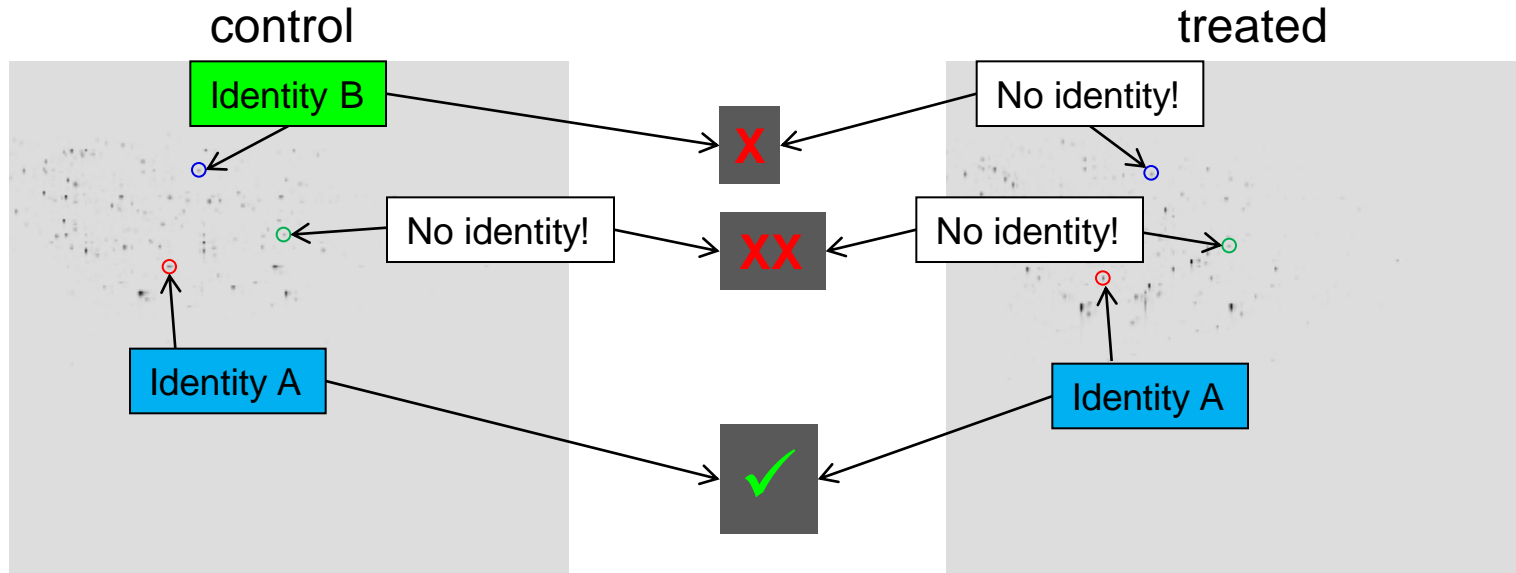 control
treated
Identity B
No identity!
X
No identity!
No identity!
XX
Identity A
Identity A